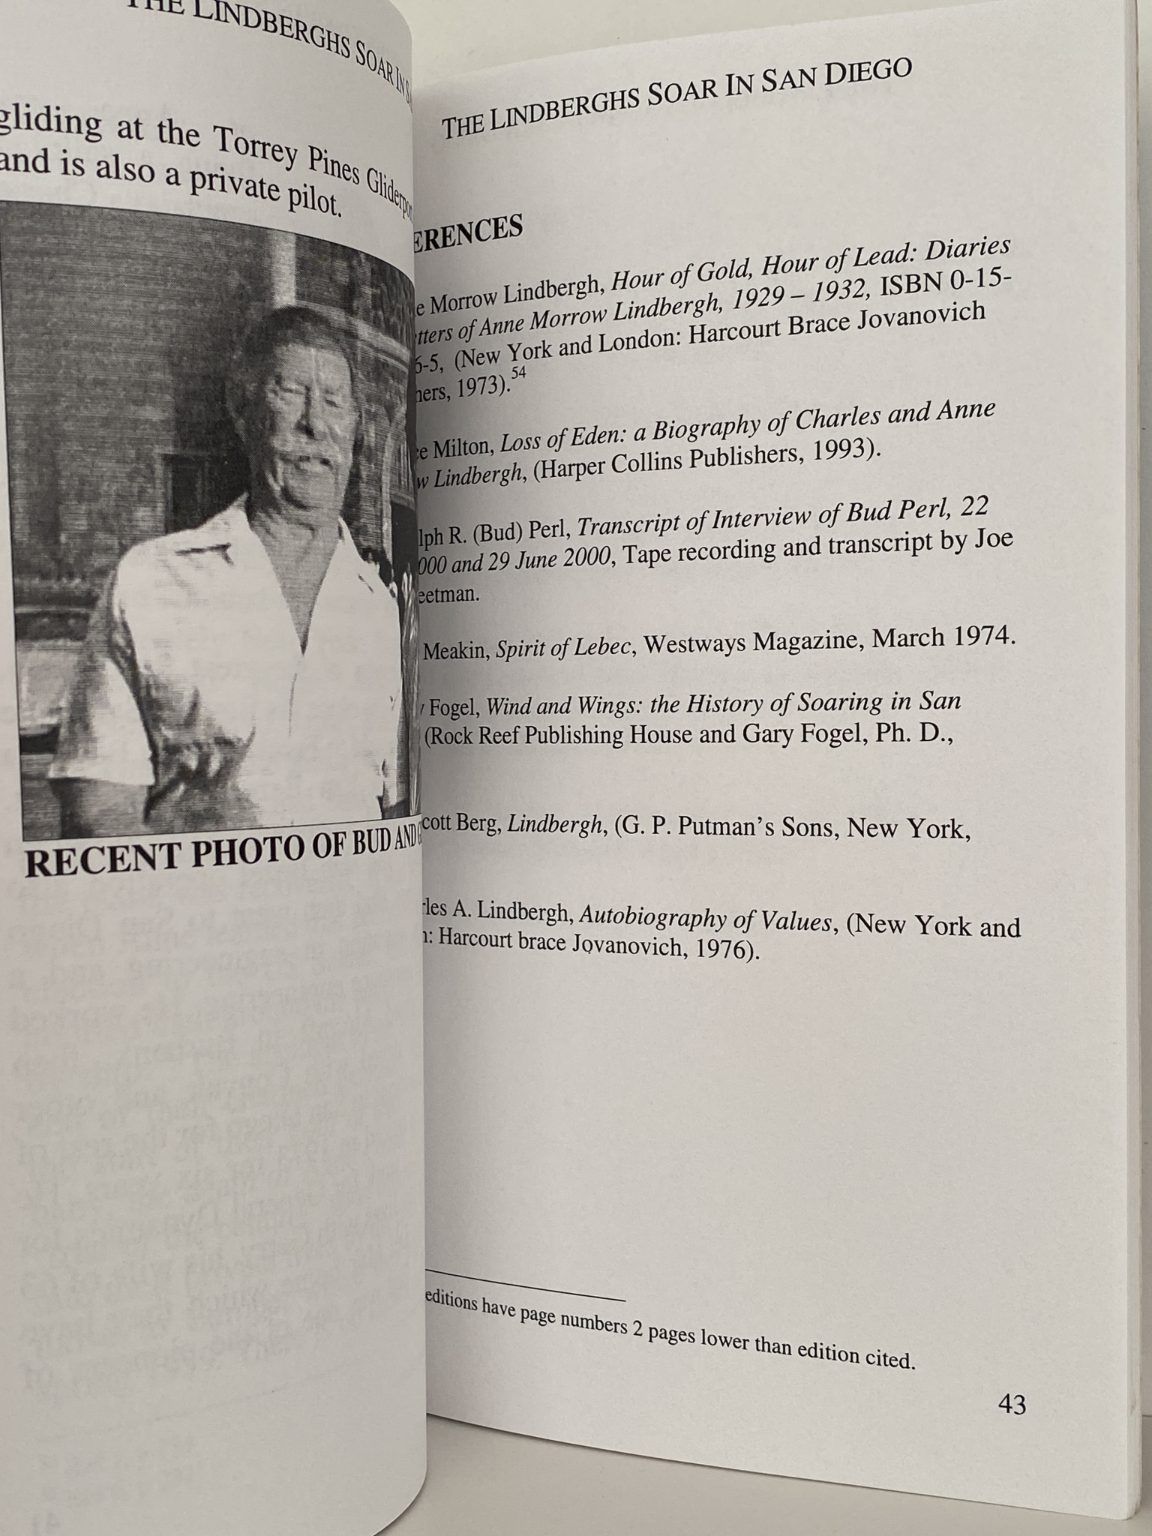 THE LINDBERGHS SOAR IN
gliding at the Torrey Pines Gliderpo
and is also a private pilot.
RECENT PHOTO OF BUD AND
THE LINDBERGHS SOAR IN SAN DIEGO
ERENCES
e Morrow Lindbergh, Hour of Gold, Hour of Lead: Diaries
tters of Anne Morrow Lindbergh, 1929 – 1932, ISBN 0-15-
6-5, (New York and London: Harcourt Brace Jovanovich
hers, 1973).54
ce Milton, Loss of Eden: a Biography of Charles and Anne
w Lindbergh, (Harper Collins Publishers, 1993).
lph R. (Bud) Perl, Transcript of Interview of Bud Perl, 22
000 and 29 June 2000, Tape recording and transcript by Joe
eetman.
Meakin, Spirit of Lebec, Westways Magazine, March 1974.
y Fogel, Wind and Wings: the History of Soaring in San
(Rock Reef Publishing House and Gary Fogel, Ph. D.,
cott Berg, Lindbergh, (G. P. Putman's Sons, New York,
rles A. Lindbergh, Autobiography of Values, (New York and
n: Harcourt brace Jovanovich, 1976).
editions have page numbers 2 pages lower than edition cited.
43